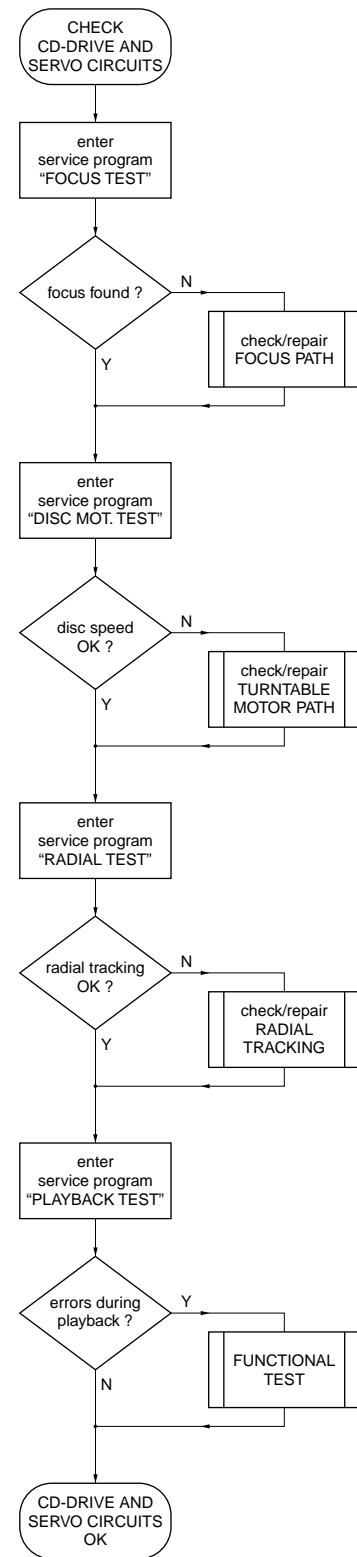 CHECK
CD-DRIVE AND
SERVO CIRCUITS
enter
service program
“FOCUS TEST”
focus found ?
N
check/repair
FOCUS PATH
Y
enter
service program
“DISC MOT. TEST”
disc speed
OK ?
N
check/repair
TURNTABLE
MOTOR PATH
Y
enter
service program
“RADIAL TEST”
radial tracking
OK ?
N
check/repair
RADIAL
TRACKING
Y
enter
service program
“PLAYBACK TEST”
errors during
playback ?
Y
FUNCTIONAL
TEST
N
CD-DRIVE AND
SERVO CIRCUITS
OK